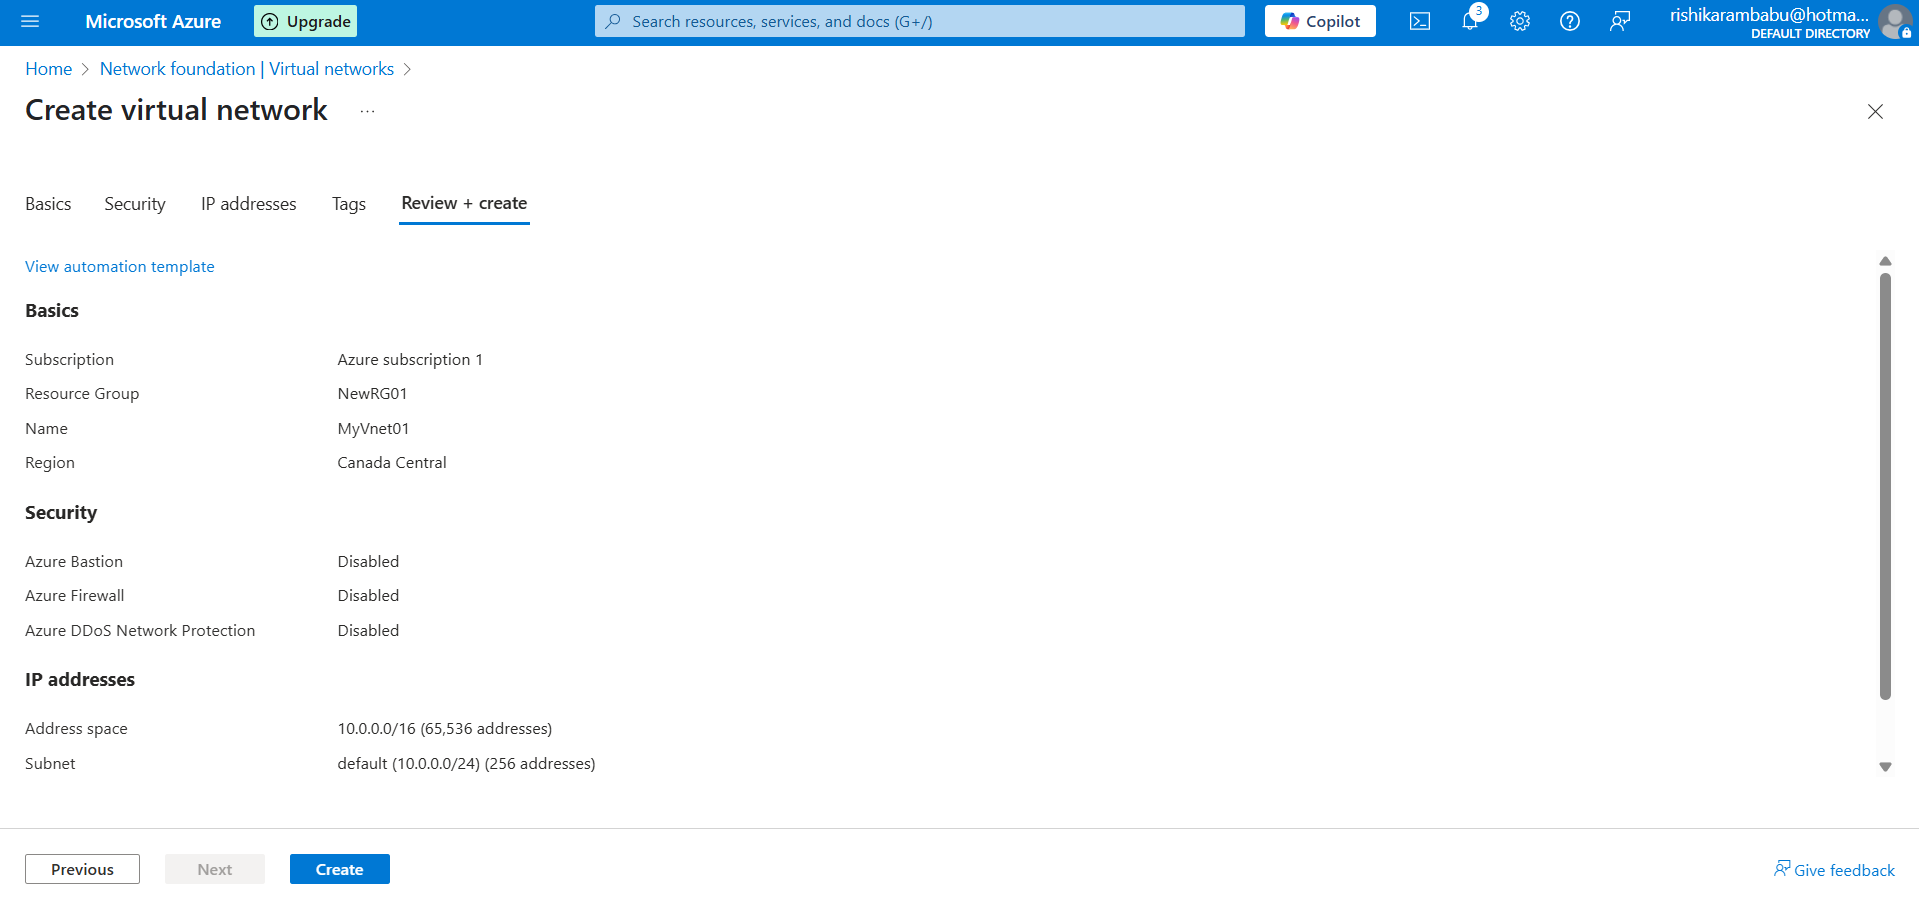 Microsoft Azure
Upgrade
Search resources, services, and docs (G+/)
Copilot
3
rishikarambabu@hotma...
DEFAULT DIRECTORY
Home > Network foundation | Virtual networks >
Create virtual network ...
Basics Security IP addresses Tags Review + create
View automation template
Basics
Subscription Azure subscription 1
Resource Group NewRG01
Name MyVnet01
Region Canada Central
Security
Azure Bastion Disabled
Azure Firewall Disabled
Azure DDoS Network Protection Disabled
IP addresses
Address space 10.0.0.0/16 (65,536 addresses)
Subnet default (10.0.0.0/24) (256 addresses)
Previous Next Create Give feedback